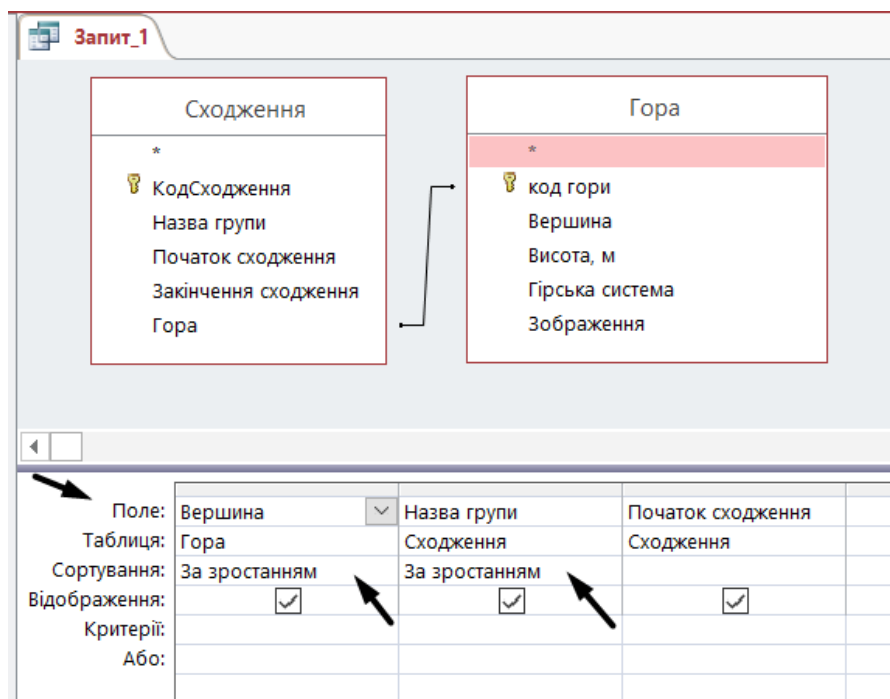 Запит_1
Сходження
*
КодСходження
Назва групи
Початок сходження
Закінчення сходження
Гора
Гора
*
код гори
Вершина
Висота, м
Гірська система
Зображення
Поле: Вершина Назва групи Початок сходження
Таблиця: Гора Сходження Сходження
Сортування: За зростанням За зростанням
Відображення:
Критерії:
Або: